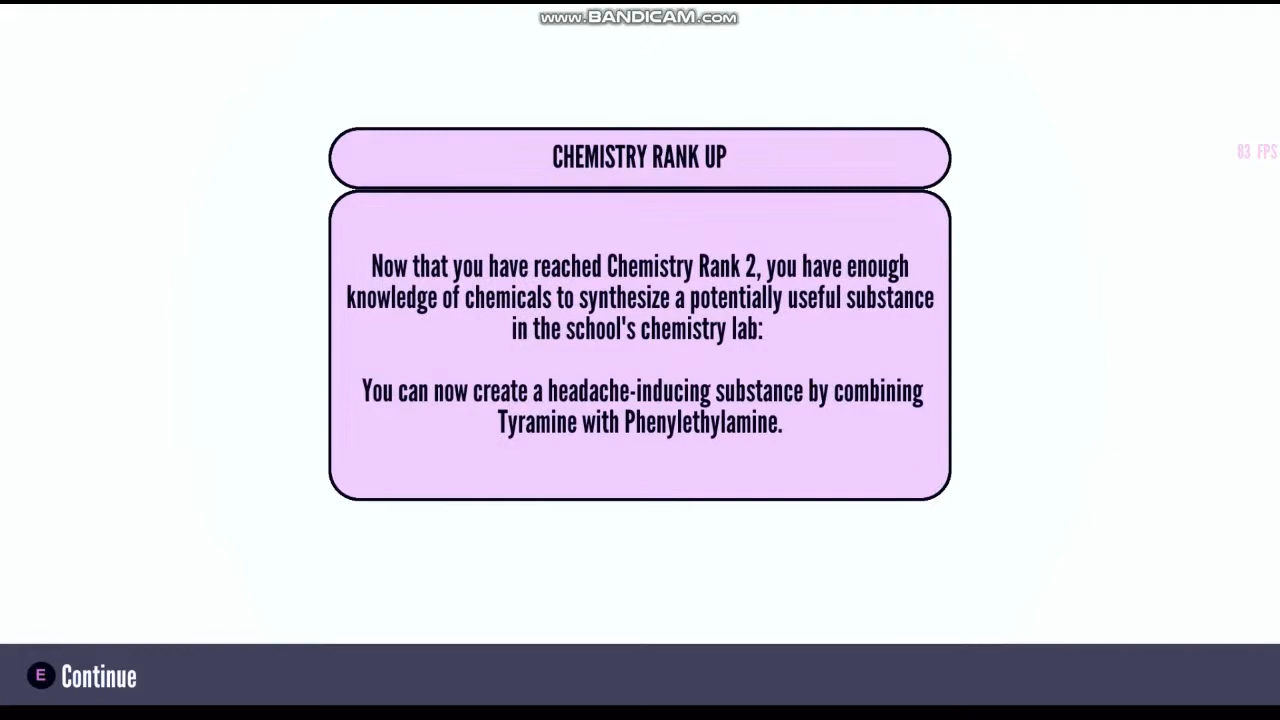 www.BANDICAM.com
CHEMISTRY RANK UP
83 FPS
Now that you have reached Chemistry Rank 2, you have enough
knowledge of chemicals to synthesize a potentially useful substance
in the school's chemistry lab:
You can now create a headache-inducing substance by combining
Tyramine with Phenylethylamine.
E Continue